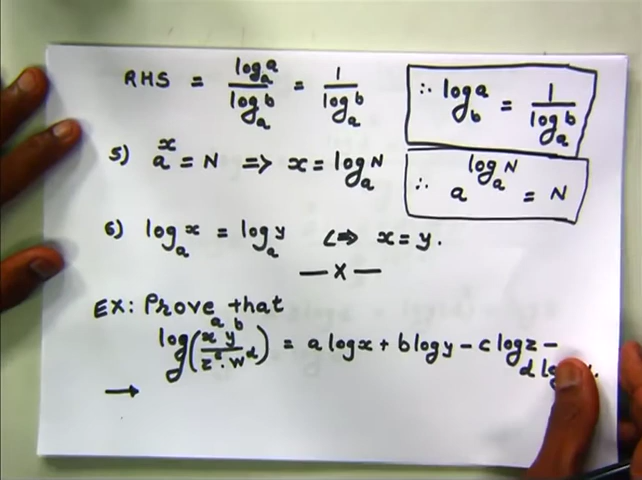 RHS = log_a a / log_a b = 1 / log_a b ∴ log_b a = 1 / log_a b
5) a^x = N => x = log_a N ∴ a^(log_a N) = N
6) log_a x = log_a y <=> x = y.
— x —
EX: Prove that
log(x^a y^b / z^c . w^d) = a log x + b log y - c log z -
d
→